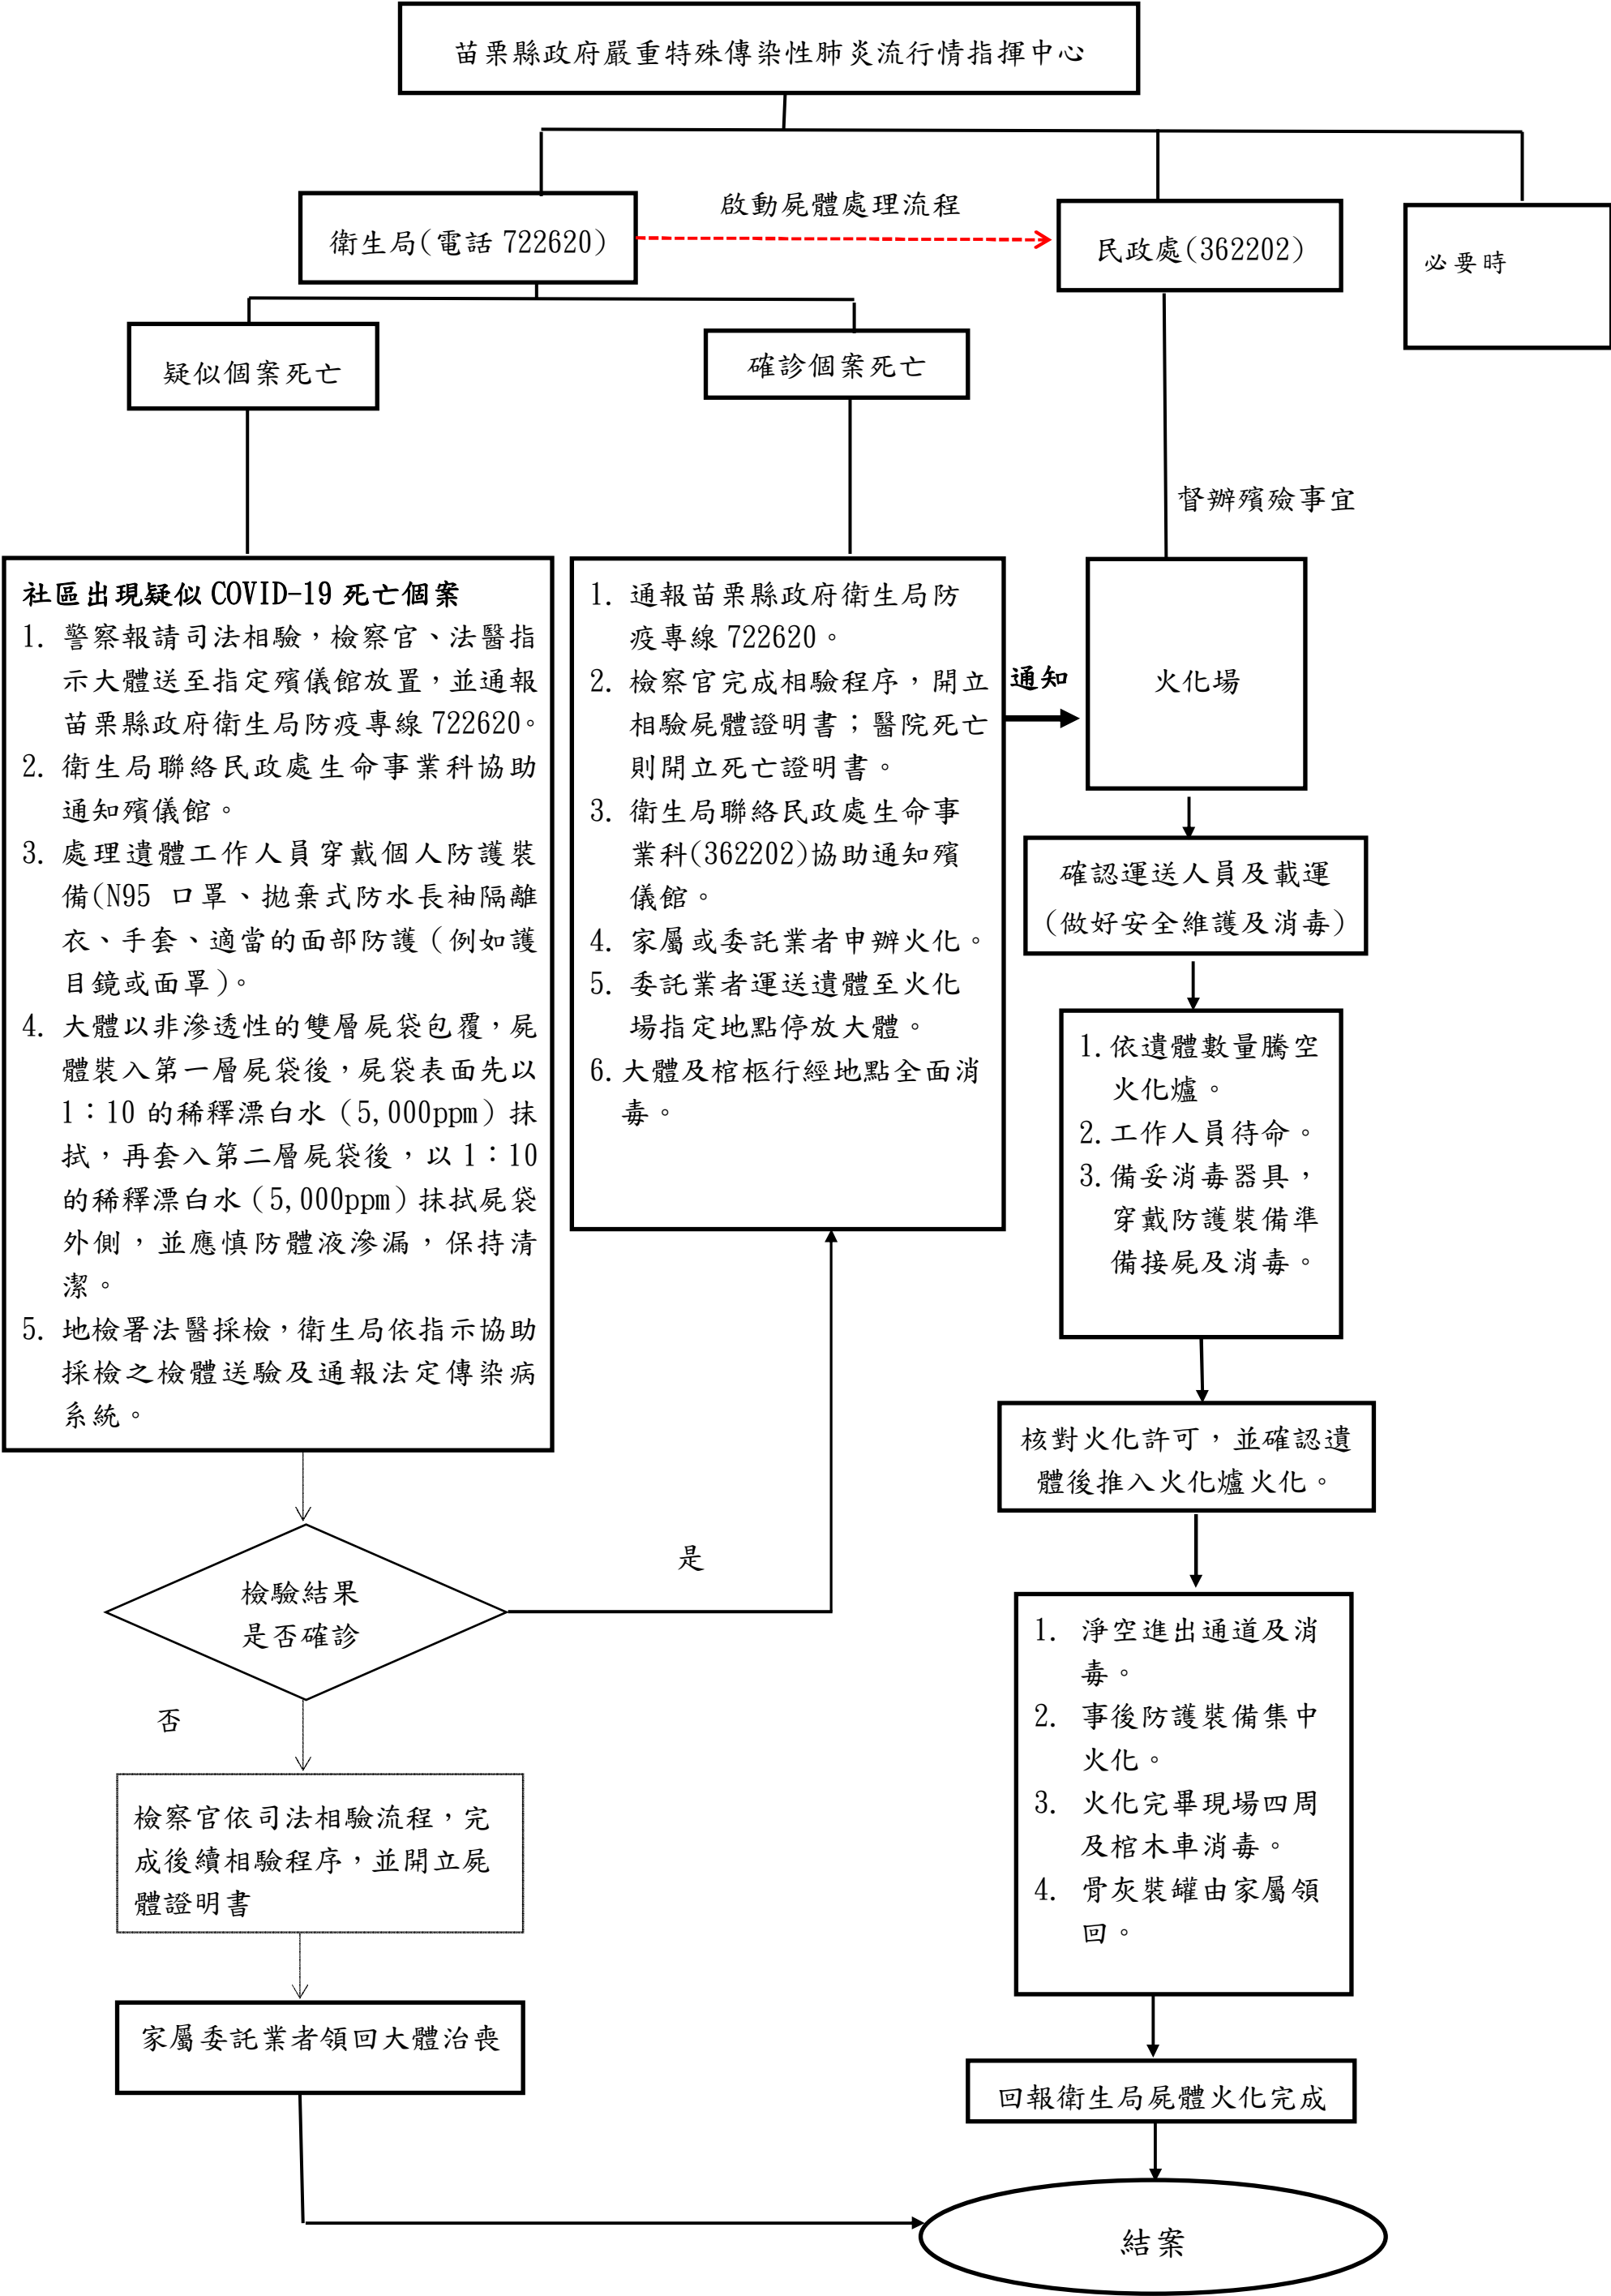 苗栗縣政府嚴重特殊傳染性肺炎流行情指揮中心
啟動屍體處理流程
衛生局(電話 722620)
民政處(362202)
必要時
疑似個案死亡
確診個案死亡
督辦殯殮事宜
社區出現疑似 COVID-19 死亡個案
1. 警察報請司法相驗，檢察官、法醫指
示大體送至指定殯儀館放置，並通報
苗栗縣政府衛生局防疫專線 722620。
2. 衛生局聯絡民政處生命事業科協助
通知殯儀館。
3. 處理遺體工作人員穿戴個人防護裝
備(N95 口罩、拋棄式防水長袖隔離
衣、手套、適當的面部防護（例如護
目鏡或面罩）。
4. 大體以非滲透性的雙層屍袋包覆，屍
體裝入第一層屍袋後，屍袋表面先以
1：10 的稀釋漂白水（5,000ppm）抹
拭，再套入第二層屍袋後，以 1：10
的稀釋漂白水（5,000ppm）抹拭屍袋
外側，並應慎防體液滲漏，保持清
潔。
5. 地檢署法醫採檢，衛生局依指示協助
採檢之檢體送驗及通報法定傳染病
系統。
1. 通報苗栗縣政府衛生局防
疫專線 722620。
2. 檢察官完成相驗程序，開立
相驗屍體證明書；醫院死亡
則開立死亡證明書。
3. 衛生局聯絡民政處生命事
業科(362202)協助通知殯
儀館。
4. 家屬或委託業者申辦火化。
5. 委託業者運送遺體至火化
場指定地點停放大體。
6. 大體及棺柩行經地點全面消
毒。
通知
火化場
確認運送人員及載運
(做好安全維護及消毒)
1. 依遺體數量騰空
火化爐。
2. 工作人員待命。
3. 備妥消毒器具，
穿戴防護裝備準
備接屍及消毒。
核對火化許可，並確認遺
體後推入火化爐火化。
檢驗結果
是否確診
是
否
1. 淨空進出通道及消
毒。
2. 事後防護裝備集中
火化。
3. 火化完畢現場四周
及棺木車消毒。
4. 骨灰裝罐由家屬領
回。
檢察官依司法相驗流程，完
成後續相驗程序，並開立屍
體證明書
家屬委託業者領回大體治喪
回報衛生局屍體火化完成
結案